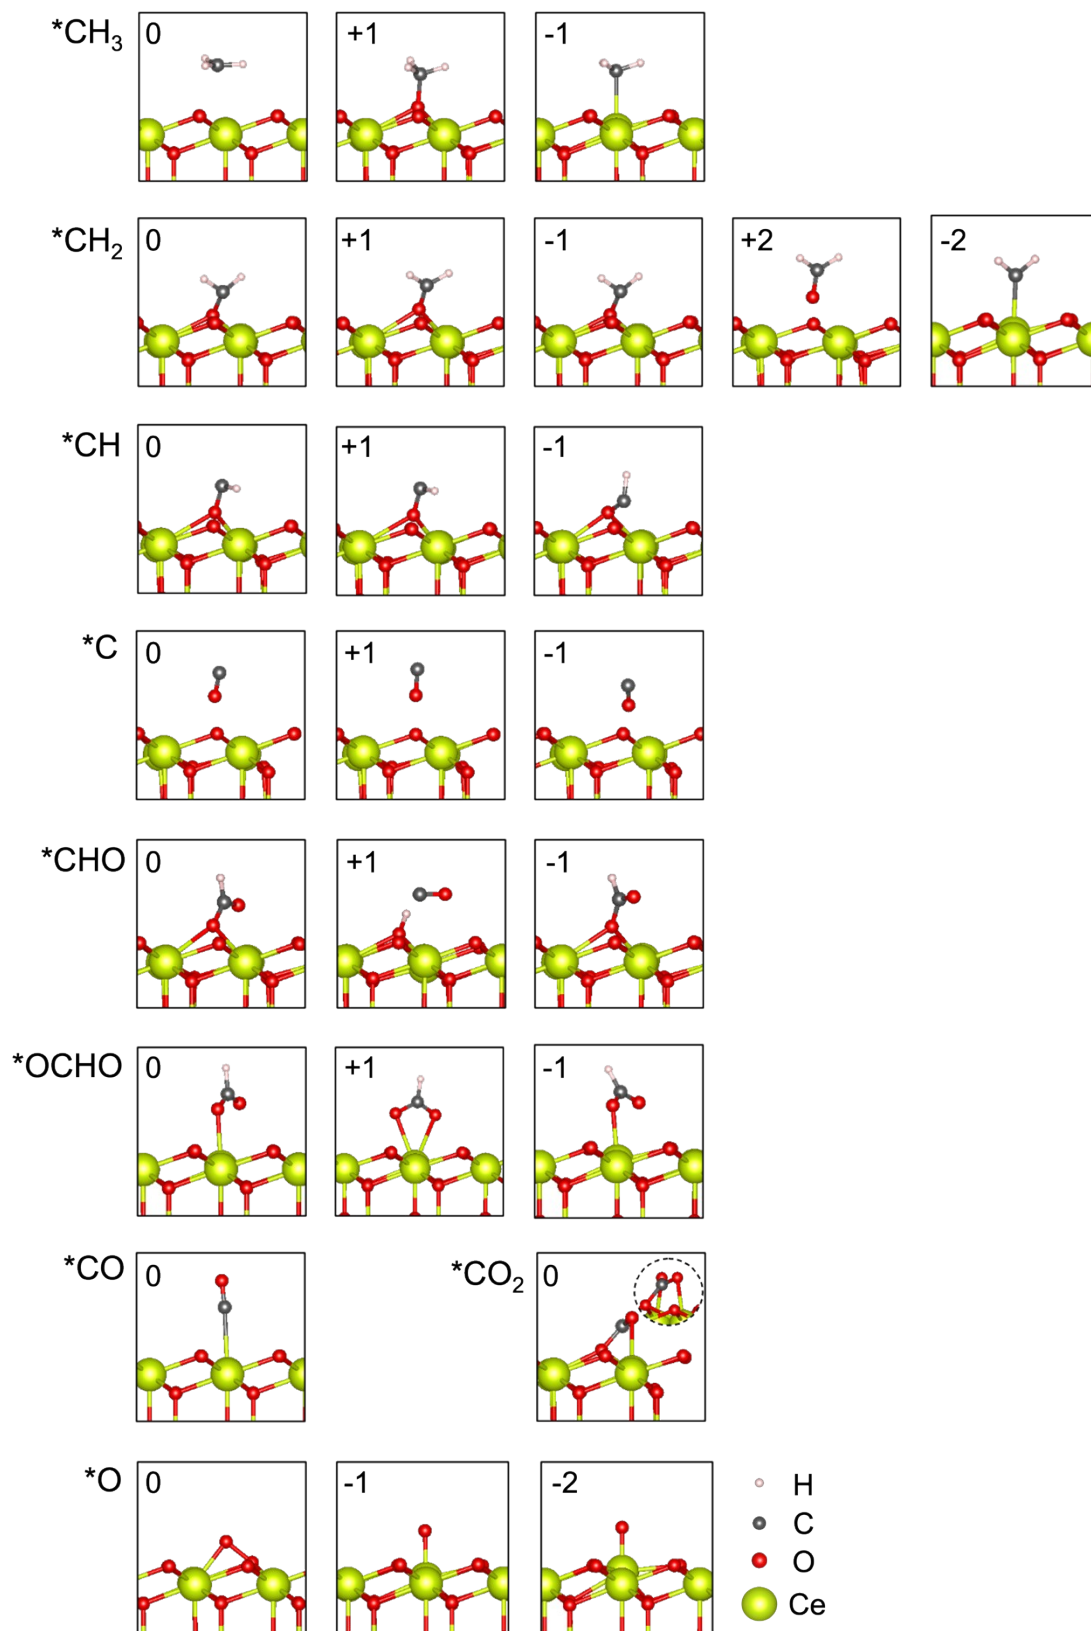 *CH₃ 0 +1 -1
*CH₂ 0 +1 -1 +2 -2
*CH 0 +1 -1
*C 0 +1 -1
*CHO 0 +1 -1
*OCHO 0 +1 -1
*CO 0 *CO₂ 0
*O 0 -1 -2
H
C
O
Ce